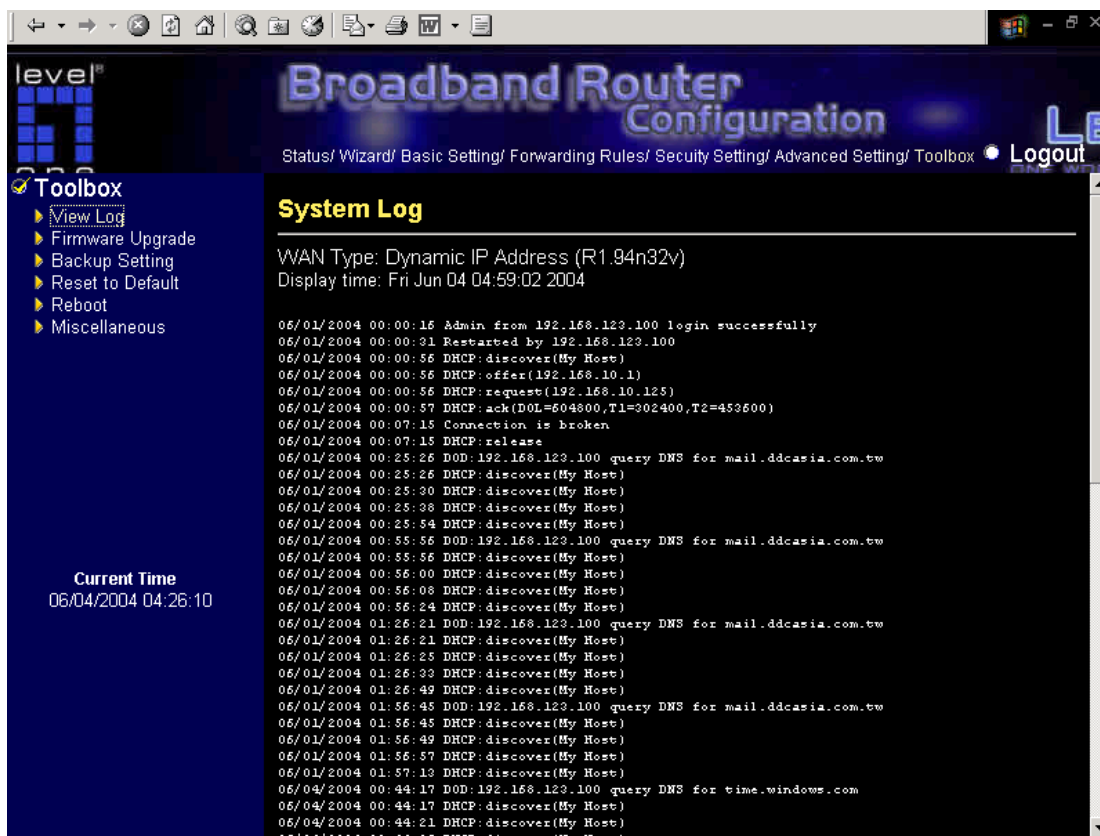 level®
one
Broadband Router
Configuration
Status/ Wizard/ Basic Setting/ Forwarding Rules/ Secuity Setting/ Advanced Setting/ Toolbox Logout
Toolbox
View Log
Firmware Upgrade
Backup Setting
Reset to Default
Reboot
Miscellaneous
Current Time
06/04/2004 04:26:10
System Log
WAN Type: Dynamic IP Address (R1.94n32v)
Display time: Fri Jun 04 04:59:02 2004
06/01/2004 00:00:16 Admin from 192.168.123.100 login successfully
06/01/2004 00:00:31 Restarted by 192.168.123.100
06/01/2004 00:00:56 DHCP:discover(My Host)
06/01/2004 00:00:56 DHCP:offer(192.168.10.1)
06/01/2004 00:00:56 DHCP:request(192.168.10.125)
06/01/2004 00:00:57 DHCP:ack(DOL=604800,T1=302400,T2=453600)
06/01/2004 00:07:15 Connection is broken
06/01/2004 00:07:15 DHCP:release
06/01/2004 00:25:26 DOD:192.168.123.100 query DNS for mail.ddcasia.com.tw
06/01/2004 00:25:26 DHCP:discover(My Host)
06/01/2004 00:25:30 DHCP:discover(My Host)
06/01/2004 00:25:38 DHCP:discover(My Host)
06/01/2004 00:25:54 DHCP:discover(My Host)
06/01/2004 00:55:56 DOD:192.168.123.100 query DNS for mail.ddcasia.com.tw
06/01/2004 00:55:56 DHCP:discover(My Host)
06/01/2004 00:56:00 DHCP:discover(My Host)
06/01/2004 00:56:08 DHCP:discover(My Host)
06/01/2004 00:56:24 DHCP:discover(My Host)
06/01/2004 01:26:21 DOD:192.168.123.100 query DNS for mail.ddcasia.com.tw
06/01/2004 01:26:21 DHCP:discover(My Host)
06/01/2004 01:26:25 DHCP:discover(My Host)
06/01/2004 01:26:33 DHCP:discover(My Host)
06/01/2004 01:26:49 DHCP:discover(My Host)
06/01/2004 01:56:45 DOD:192.168.123.100 query DNS for mail.ddcasia.com.tw
06/01/2004 01:56:45 DHCP:discover(My Host)
06/01/2004 01:56:49 DHCP:discover(My Host)
06/01/2004 01:56:57 DHCP:discover(My Host)
06/01/2004 01:57:13 DHCP:discover(My Host)
06/04/2004 00:44:17 DOD:192.168.123.100 query DNS for time.windows.com
06/04/2004 00:44:17 DHCP:discover(My Host)
06/04/2004 00:44:21 DHCP:discover(My Host)